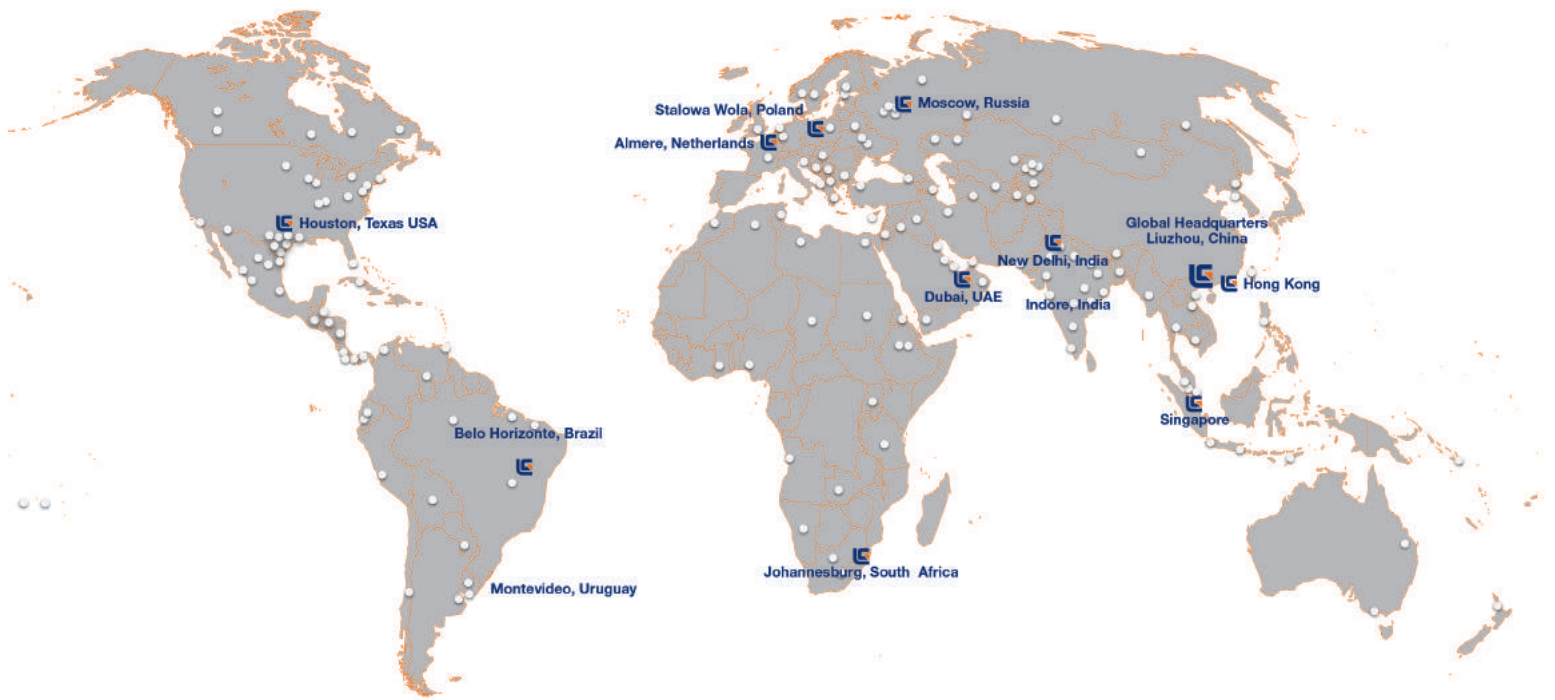 Stalowa Wola, Poland
Moscow, Russia
Almere, Netherlands
Houston, Texas USA
Global Headquarters
Liuzhou, China
New Delhi, India
Hong Kong
Dubai, UAE
Indore, India
Singapore
Belo Horizonte, Brazil
Johannesburg, South Africa
Montevideo, Uruguay